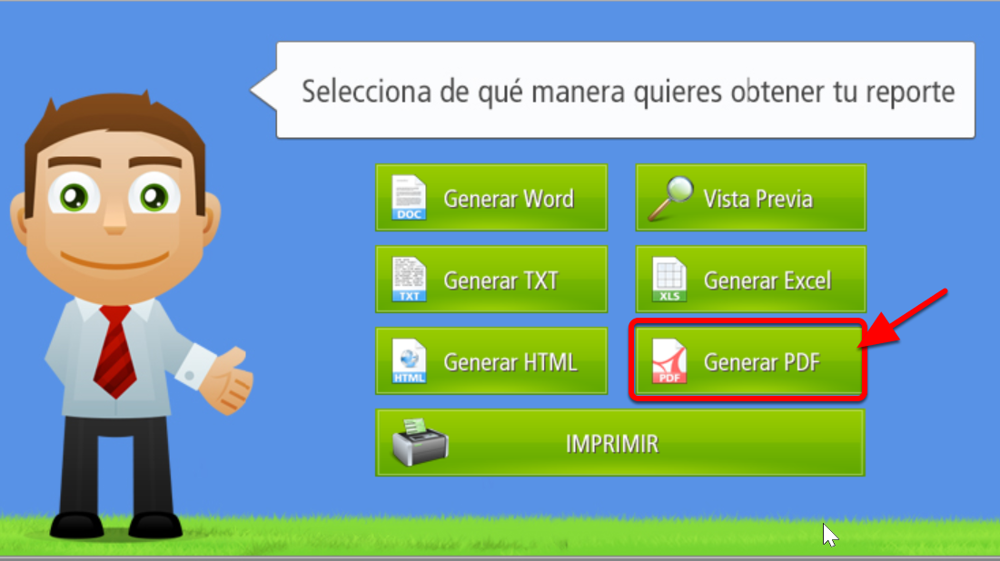 Selecciona de qué manera quieres obtener tu reporte
DOC
Generar Word
Vista Previa
TXT
Generar TXT
XLS
Generar Excel
HTML
Generar HTML
PDF
Generar PDF
IMPRIMIR